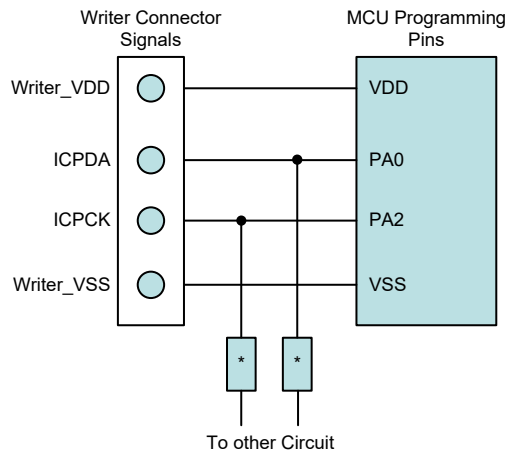 Writer Connector
Signals
MCU Programming
Pins
Writer_VDD
VDD
ICPDA
PA0
ICPCK
PA2
Writer_VSS
VSS
*
*
To other Circuit